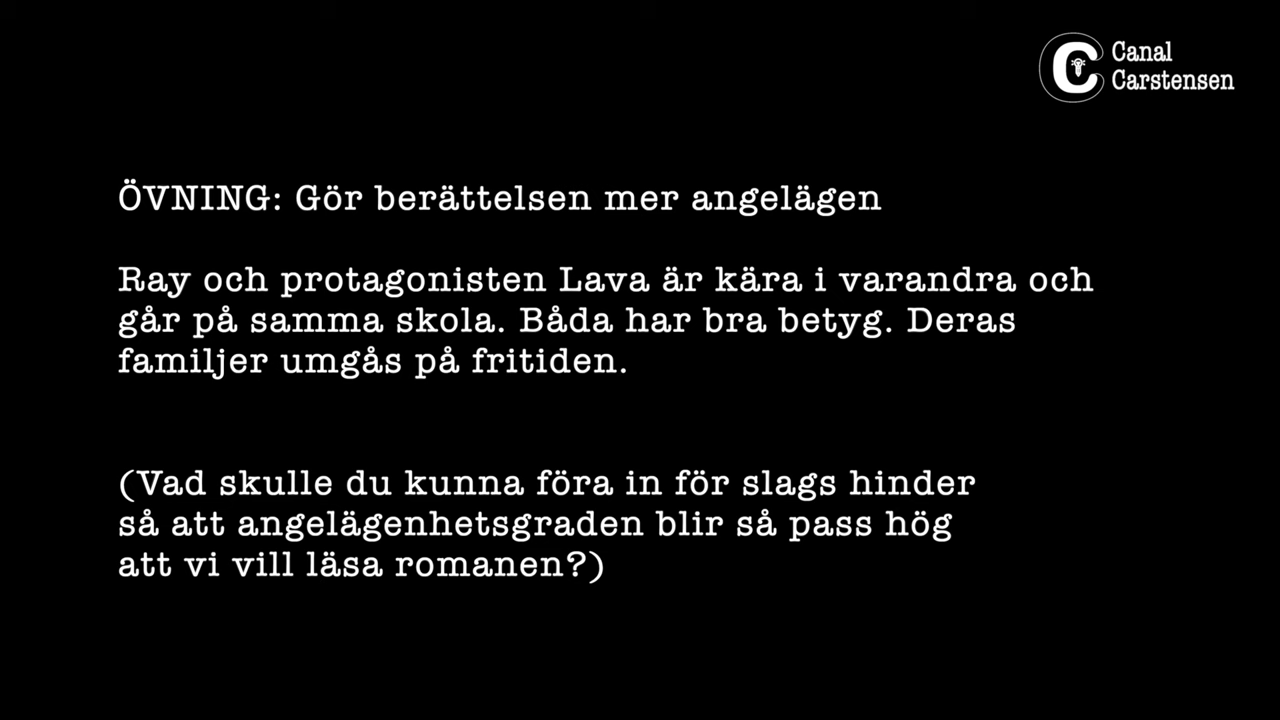 Canal
Carstensen
ÖVNING: Gör berättelsen mer angelägen
Ray och protagonisten Lava är kära i varandra och
går på samma skola. Båda har bra betyg. Deras
familjer umgås på fritiden.
(Vad skulle du kunna föra in för slags hinder
så att angelägenhetsgraden blir så pass hög
att vi vill läsa romanen?)